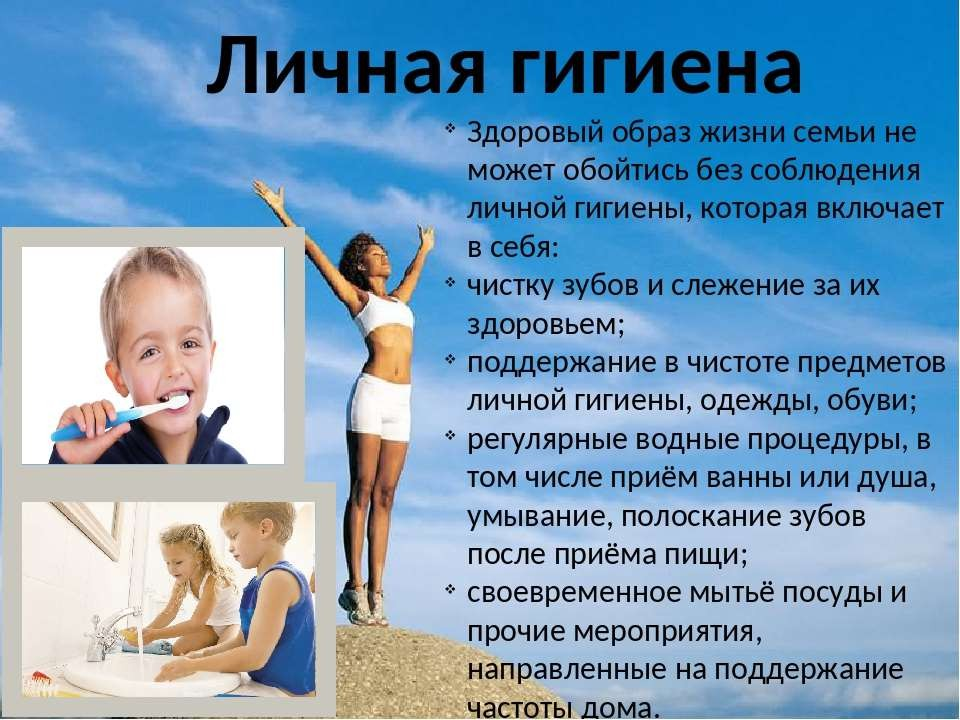 Личная гигиена
Здоровый образ жизни семьи не
может обойтись без соблюдения
личной гигиены, которая включает
в себя:
чистку зубов и слежение за их
здоровьем;
поддержание в чистоте предметов
личной гигиены, одежды, обуви;
регулярные водные процедуры, в
том числе приём ванны или душа,
умывание, полоскание зубов
после приёма пищи;
своевременное мытьё посуды и
прочие мероприятия,
направленные на поддержание
частоты дома.